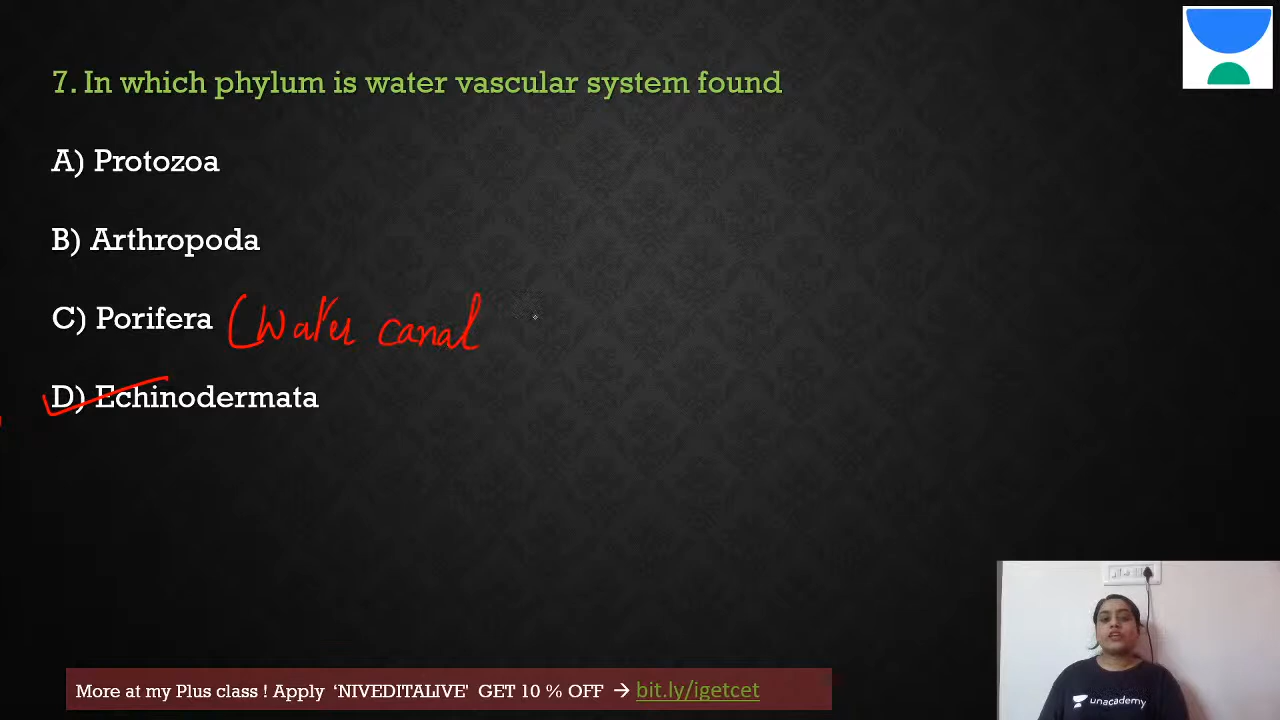 7. In which phylum is water vascular system found
A) Protozoa
B) Arthropoda
C) Porifera (Water canal
D) Echinodermata
More at my Plus class ! Apply ‘NIVEDITALIVE’ GET 10 % OFF → bit.ly/igetcet
unacademy